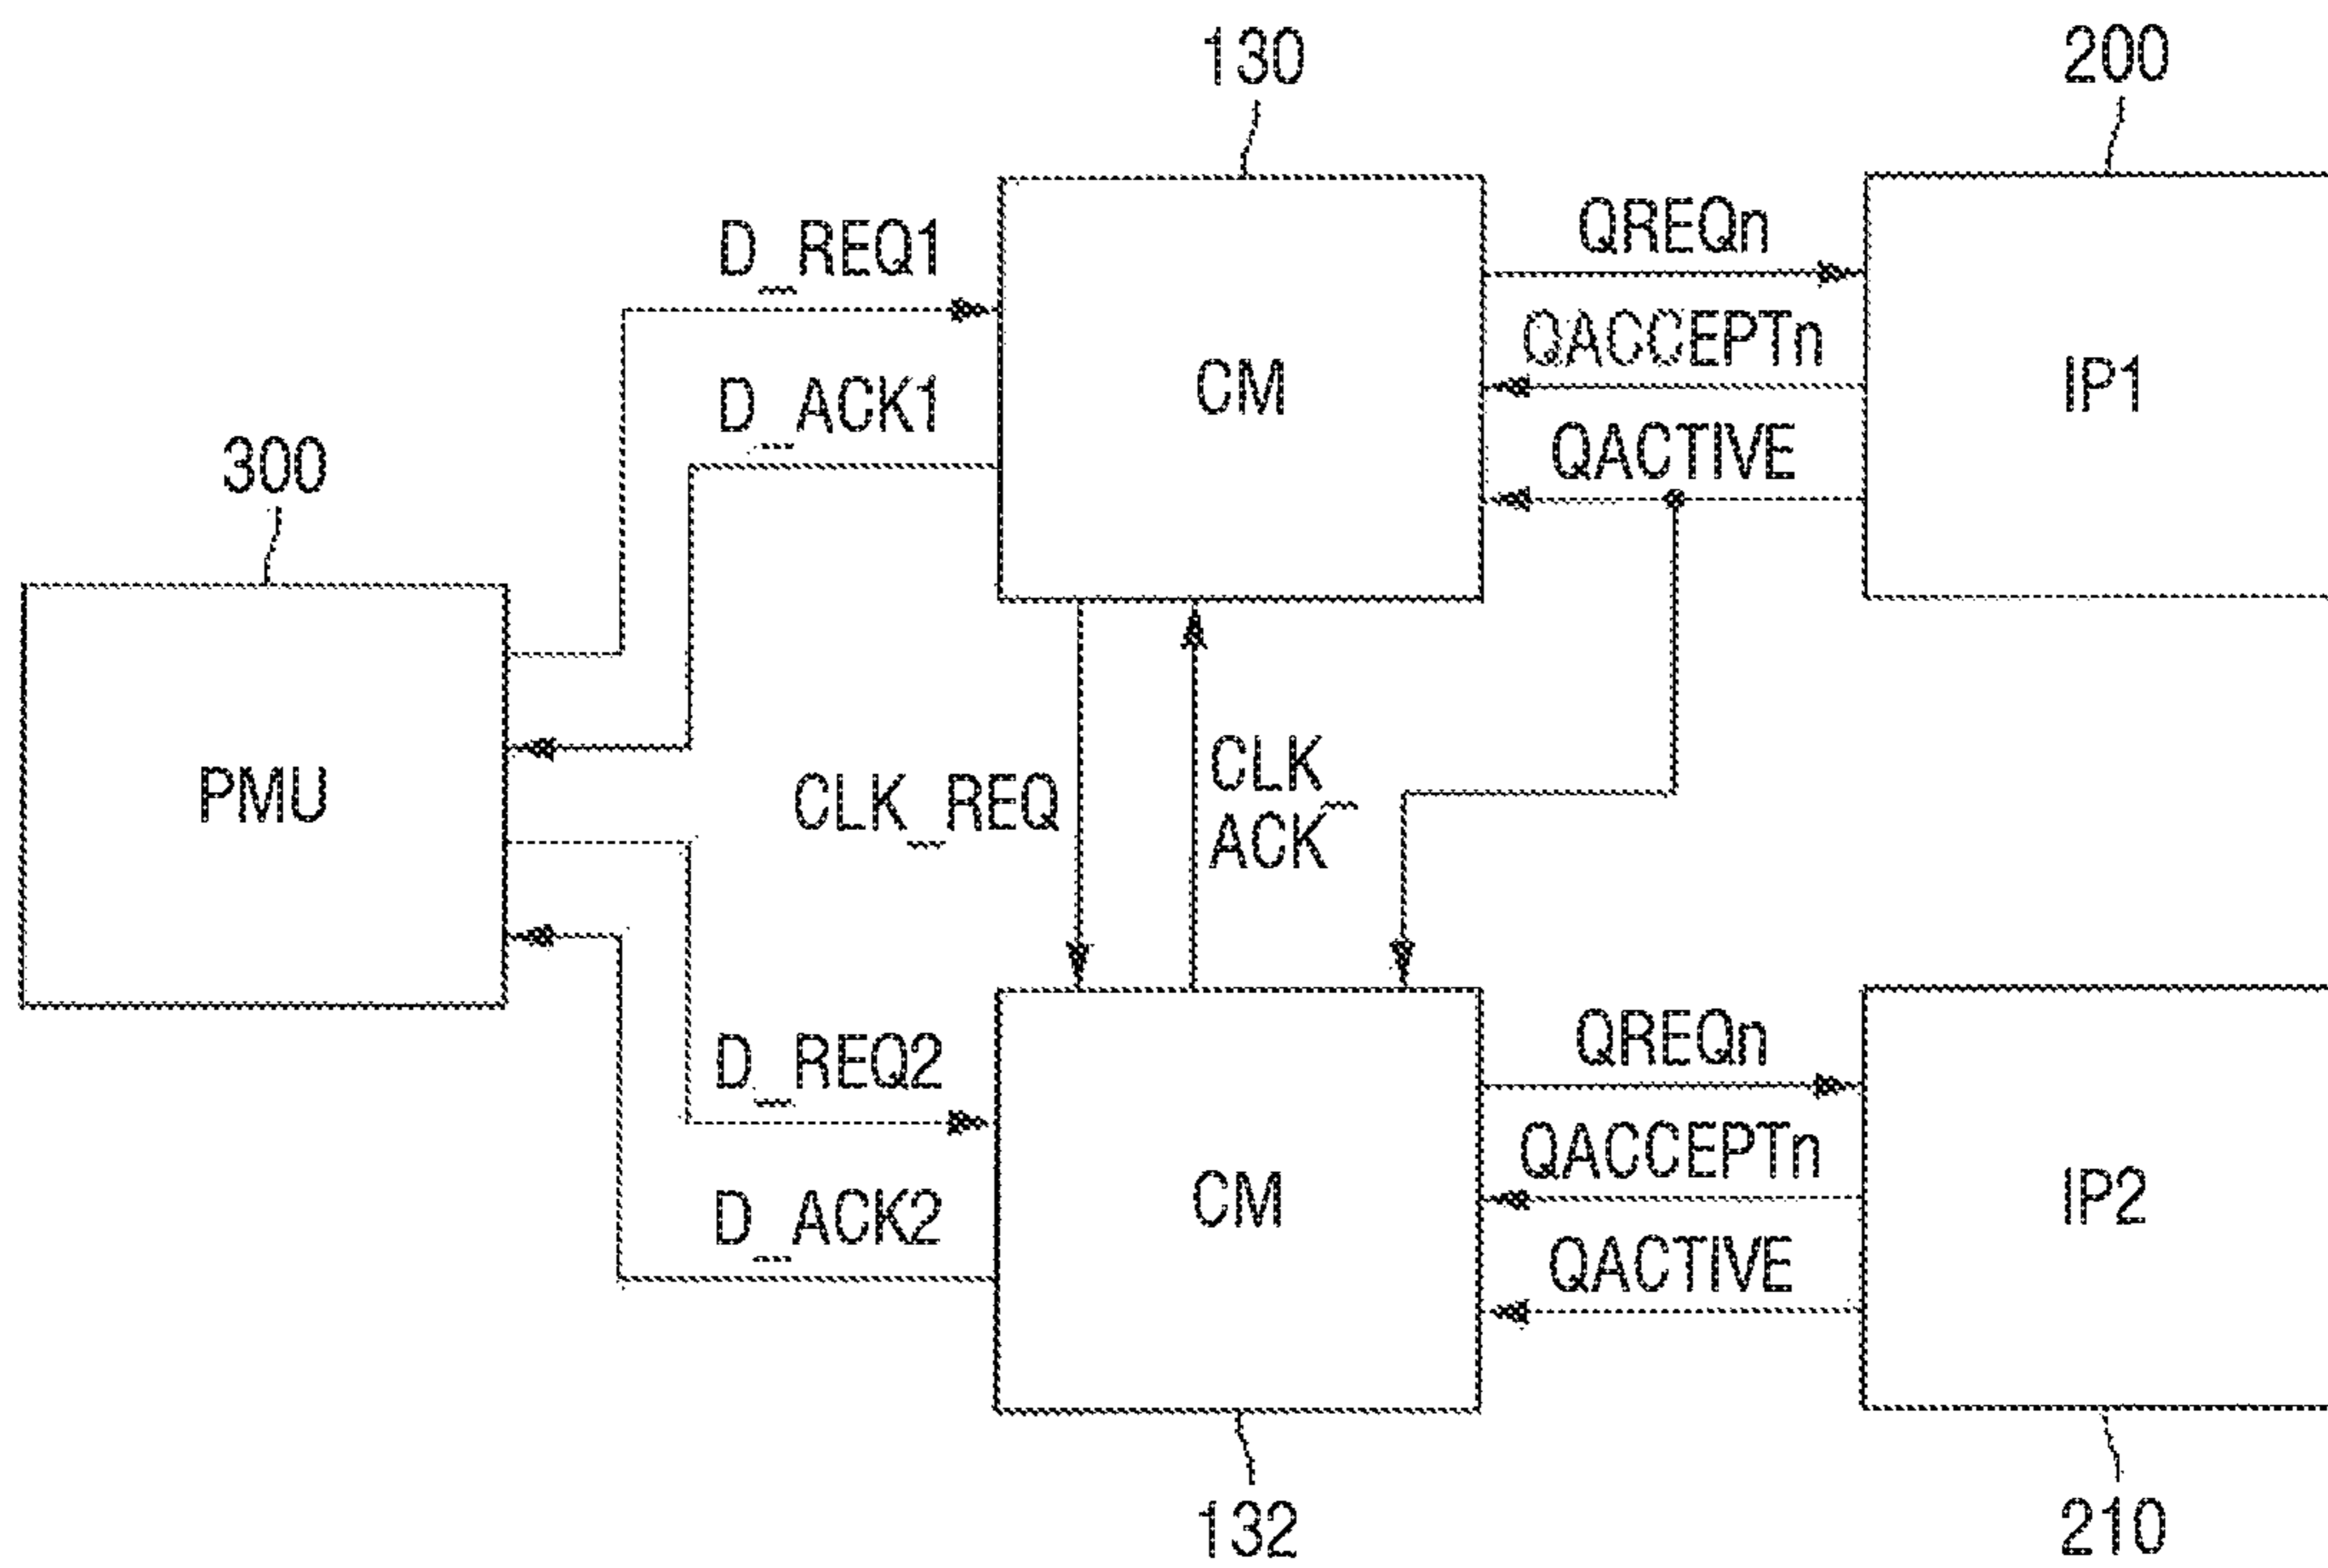 130
200
D_REQ1
QREQn
QACCEPTn
CM
IP1
D_ACK1
QACTIVE
300
PMU
CLK_REQ
CLK_
ACK
D_REQ2
QREQn
QACCEPTn
CM
IP2
D_ACK2
QACTIVE
132
210